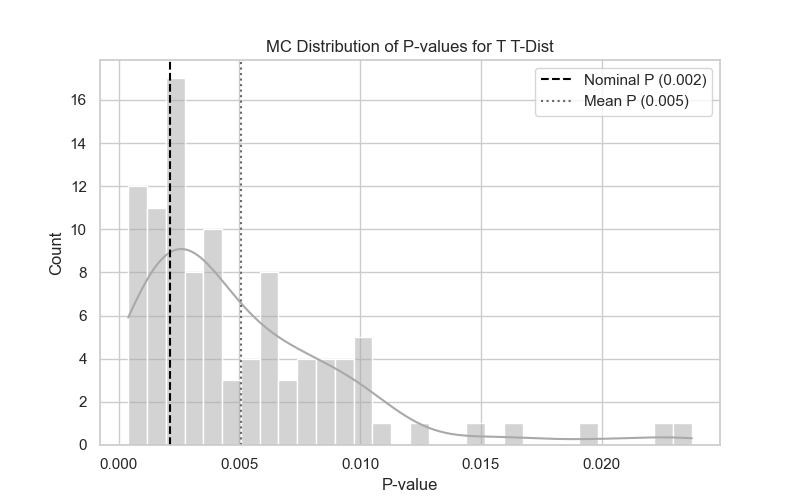 MC Distribution of P-values for T T-Dist
Nominal P (0.002)
Mean P (0.005)
Count
16
14
12
10
8
6
4
2
0
0.000 0.005 0.010 0.015 0.020
P-value